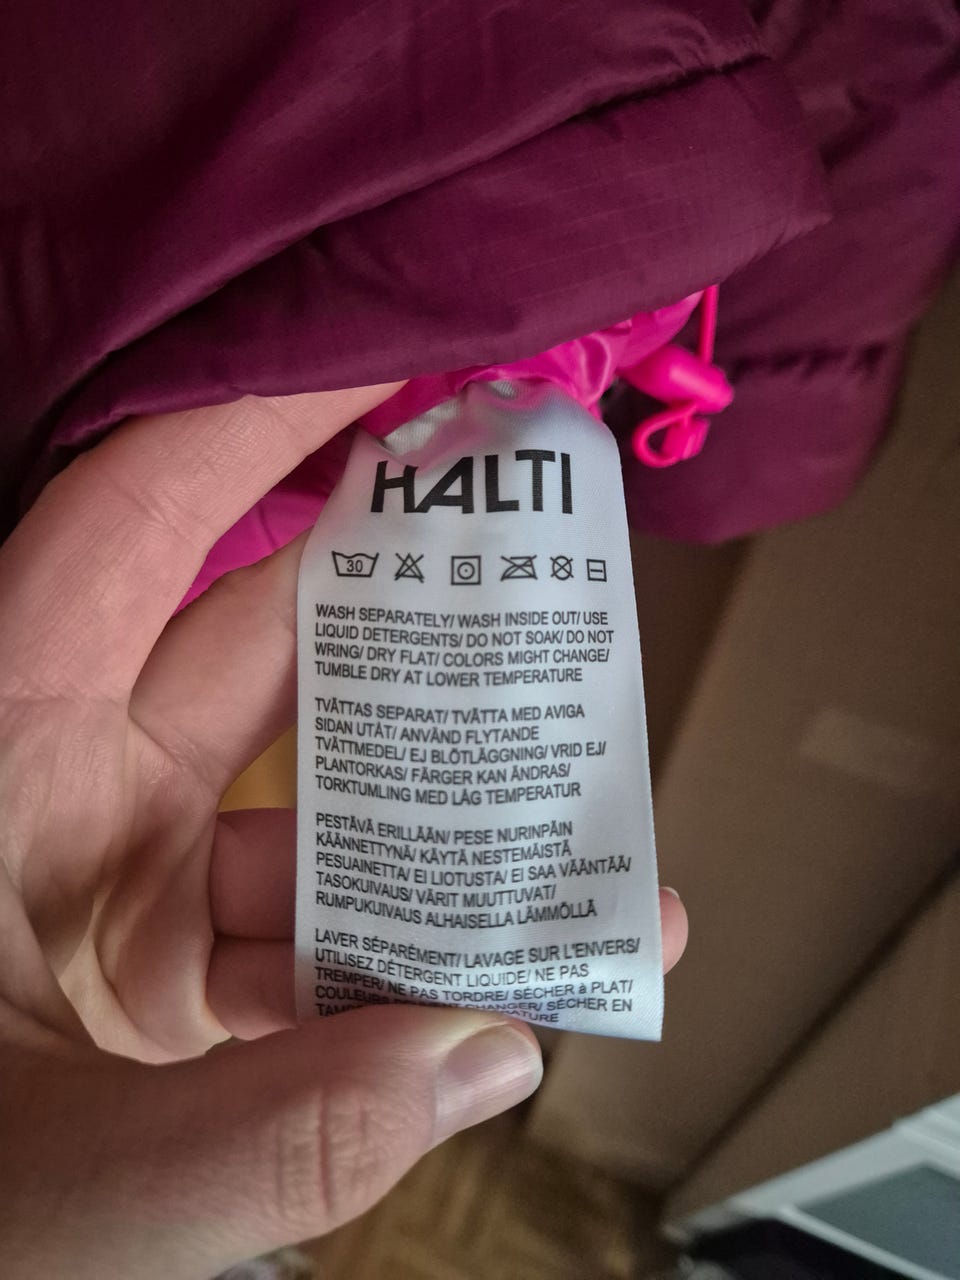 HALTI
30
WASH SEPARATELY/ WASH INSIDE OUT/ USE
LIQUID DETERGENTS/ DO NOT SOAK/ DO NOT
WRING/ DRY FLAT/ COLORS MIGHT CHANGE/
TUMBLE DRY AT LOWER TEMPERATURE
TVÄTTAS SEPARAT/ TVÄTTA MED AVIGA
SIDAN UTÅT/ ANVÄND FLYTANDE
TVÄTTMEDEL/ EJ BLÖTLÄGGNING/ VRID EJ/
PLANTORKAS/ FÄRGER KAN ÄNDRAS/
TORKTUMLING MED LÅG TEMPERATUR
PESTÄVÄ ERILLÄÄN/ PESE NURINPÄIN
KÄÄNNETTYNÄ/ KÄYTÄ NESTEMÄISTÄ
PESUAINETTA/ EI LIOTUSTA/ EI SAA VÄÄNTÄÄ/
TASOKUIVAUS/ VÄRIT MUUTTUVAT/
RUMPUKUIVAUS ALHAISELLA LÄMMÖLLÄ
LAVER SÉPARÉMENT/ LAVAGE SUR L'ENVERS/
UTILISEZ DÉTERGENT LIQUIDE/ NE PAS
TREMPER/ NE PAS TORDRE/ SÉCHER à PLAT/
COULEURS CHANGER/ SÉCHER EN